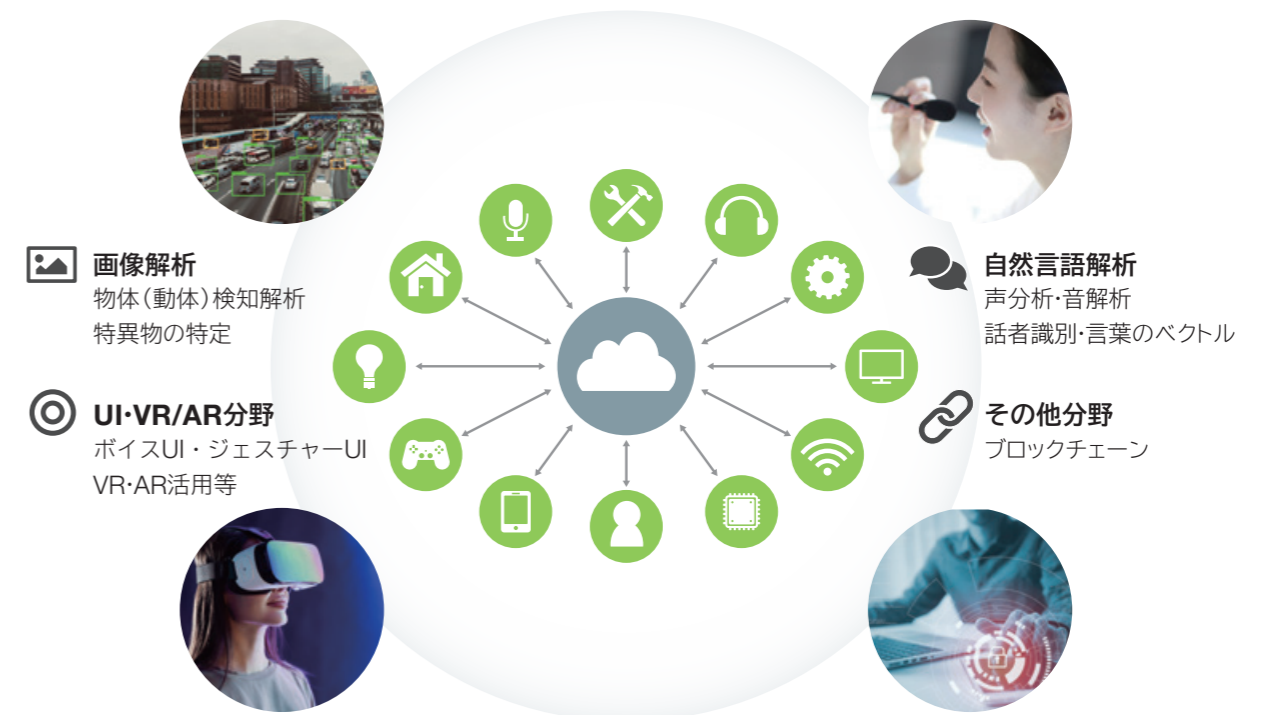 画像解析
物体(動体)検知解析
特異物の特定
UI・VR/AR分野
ボイスUI・ジェスチャーUI
VR・AR活用等
自然言語解析
声分析・音解析
話者識別・言葉のベクトル
その他分野
ブロックチェーン